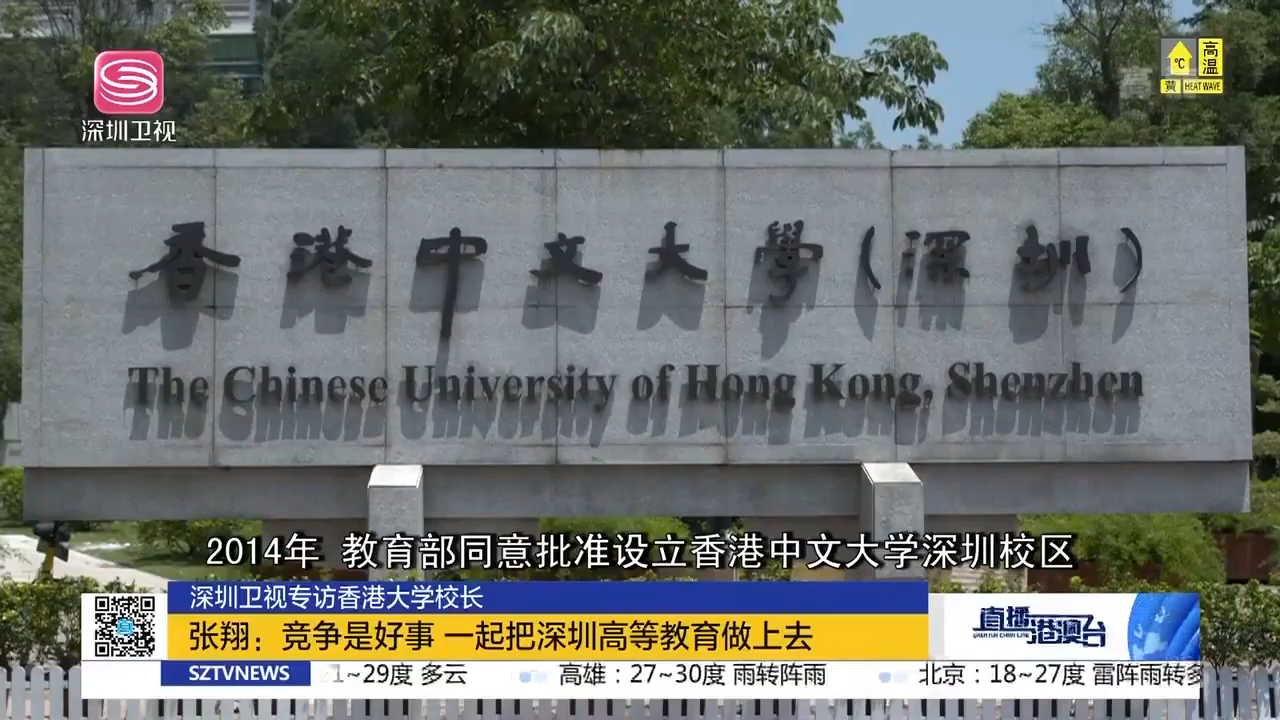 深圳卫视
℃
高温
黄
HEAT WAVE
香港中文大學(深圳)
The Chinese University of Hong Kong, Shenzhen
2014年 教育部同意批准设立香港中文大学深圳校区
深圳卫视专访香港大学校长
张翔：竞争是好事 一起把深圳高等教育做上去
直播港澳台
SZTVNEWS
1~29度 多云 高雄：27~30度 雨转阵雨 北京：18~27度 雷阵雨转多